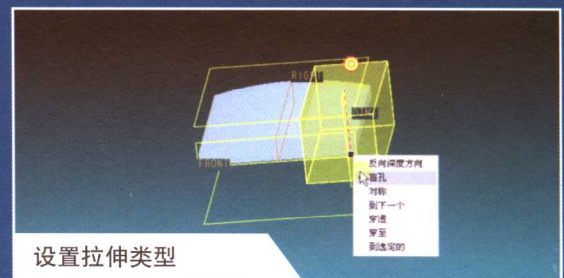 RIGHT
FRONT
反向深度方向
盲孔
对称
到下一个
穿透
穿至
到选定的
设置拉伸类型